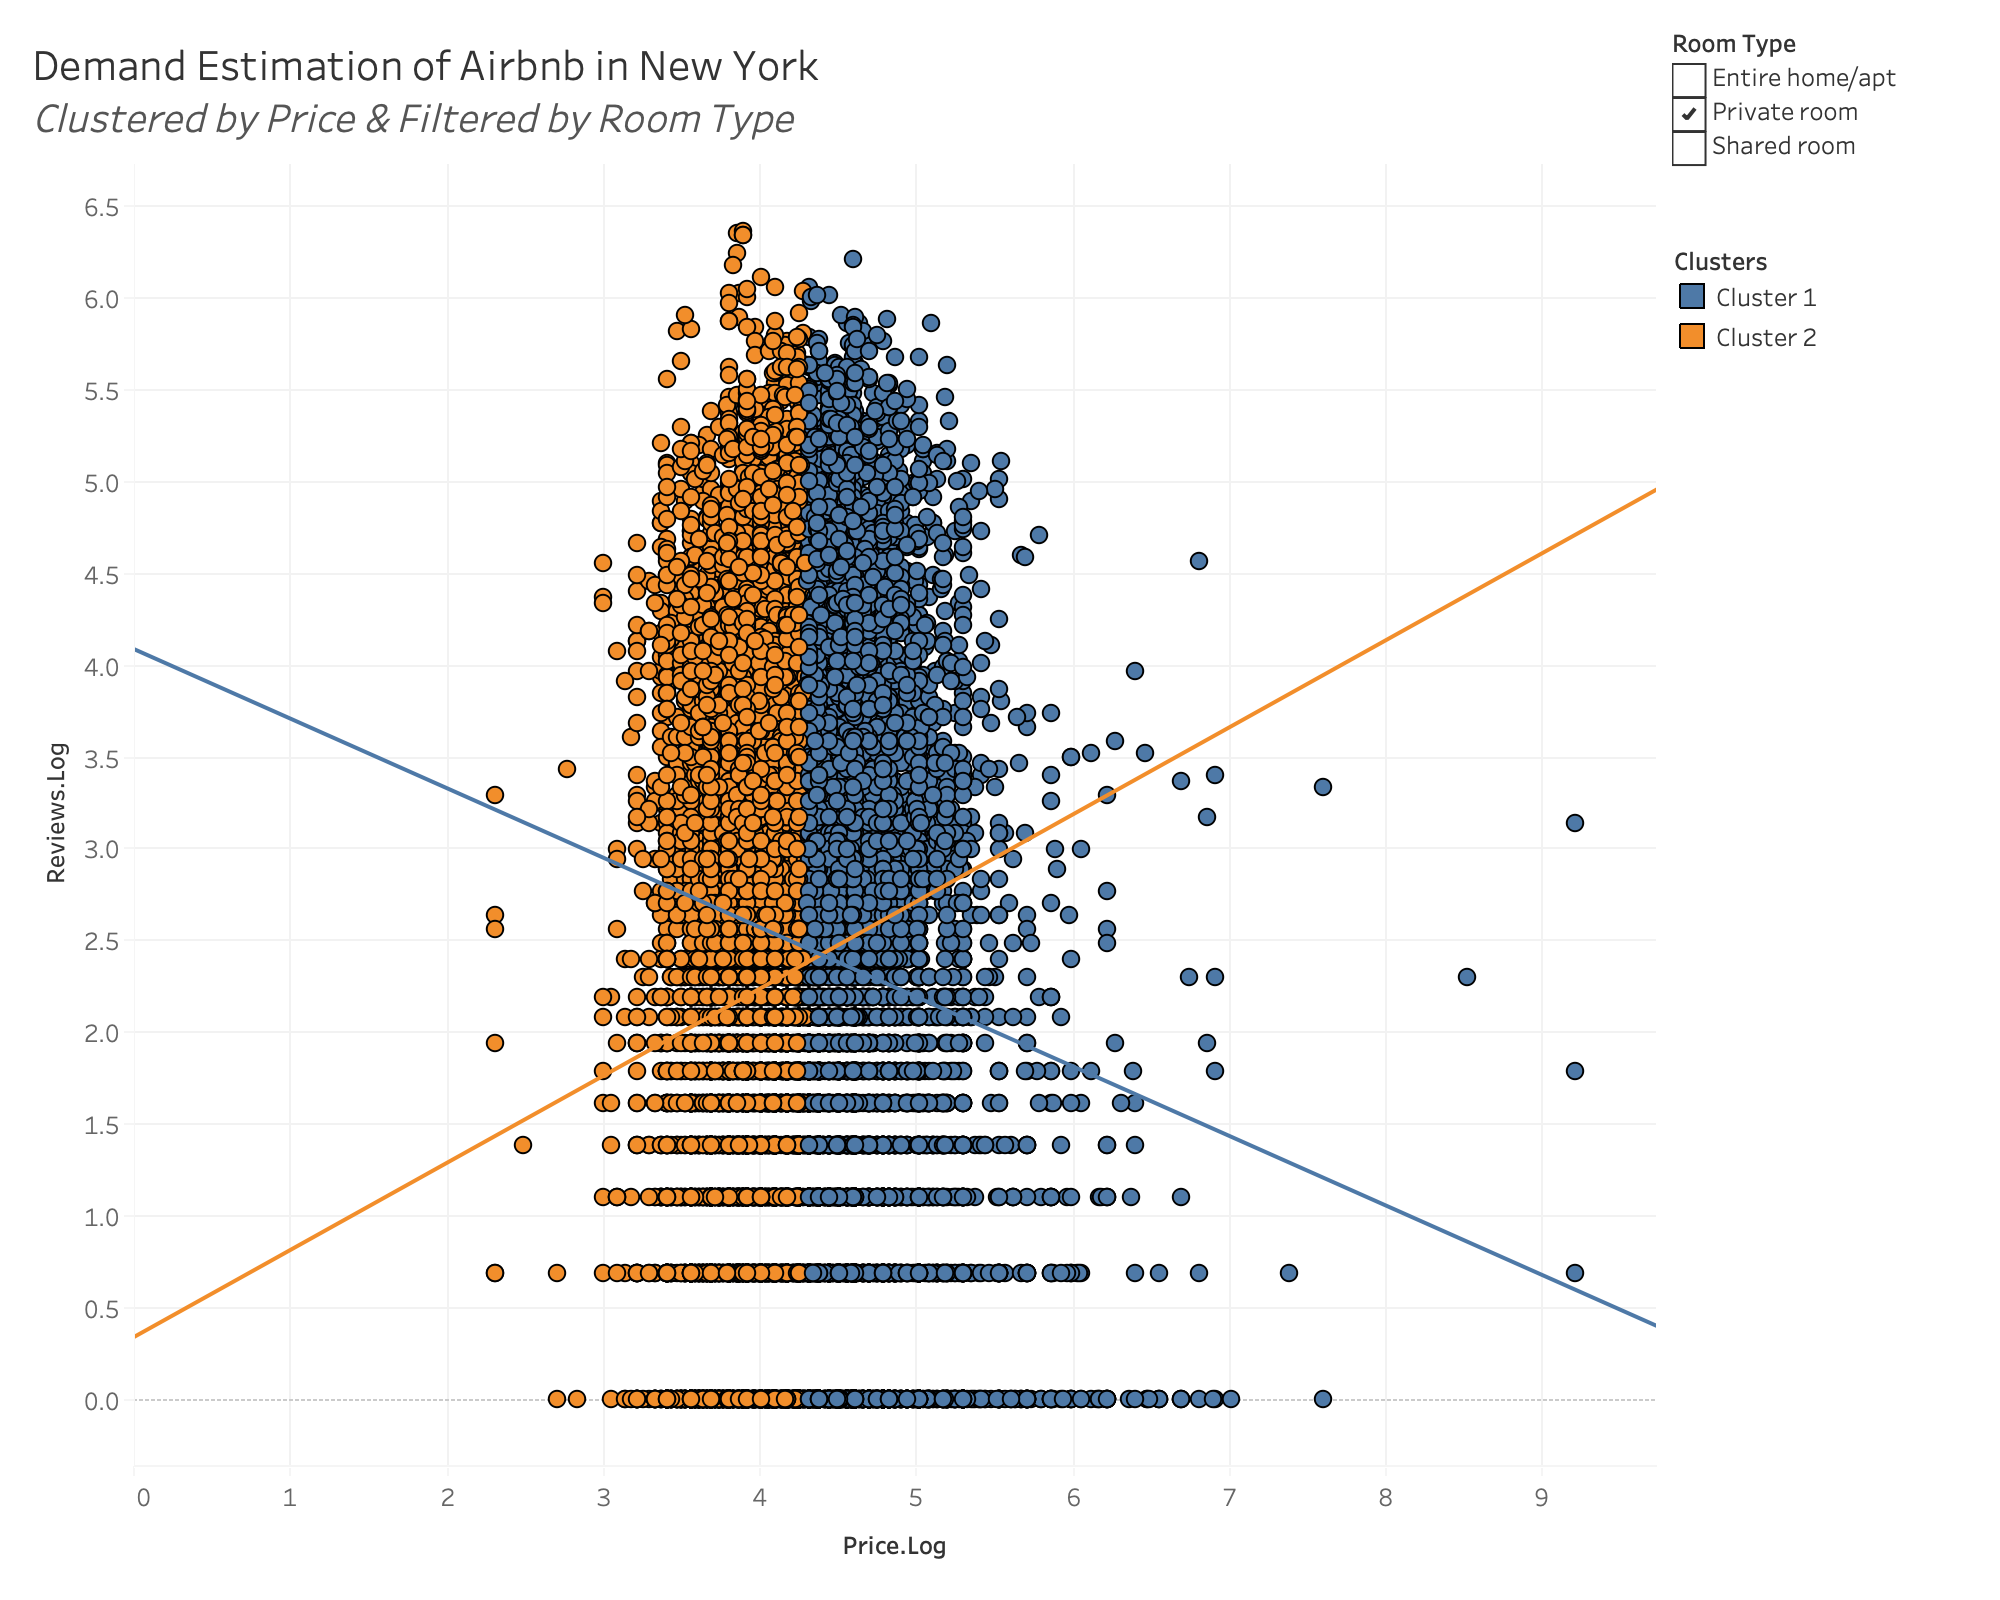 Demand Estimation of Airbnb in New York
Clustered by Price & Filtered by Room Type
Room Type
Entire home/apt
Private room
Shared room
Clusters
Cluster 1
Cluster 2
Reviews.Log
6.5
6.0
5.5
5.0
4.5
4.0
3.5
3.0
2.5
2.0
1.5
1.0
0.5
0.0
0 1 2 3 4 5 6 7 8 9
Price.Log